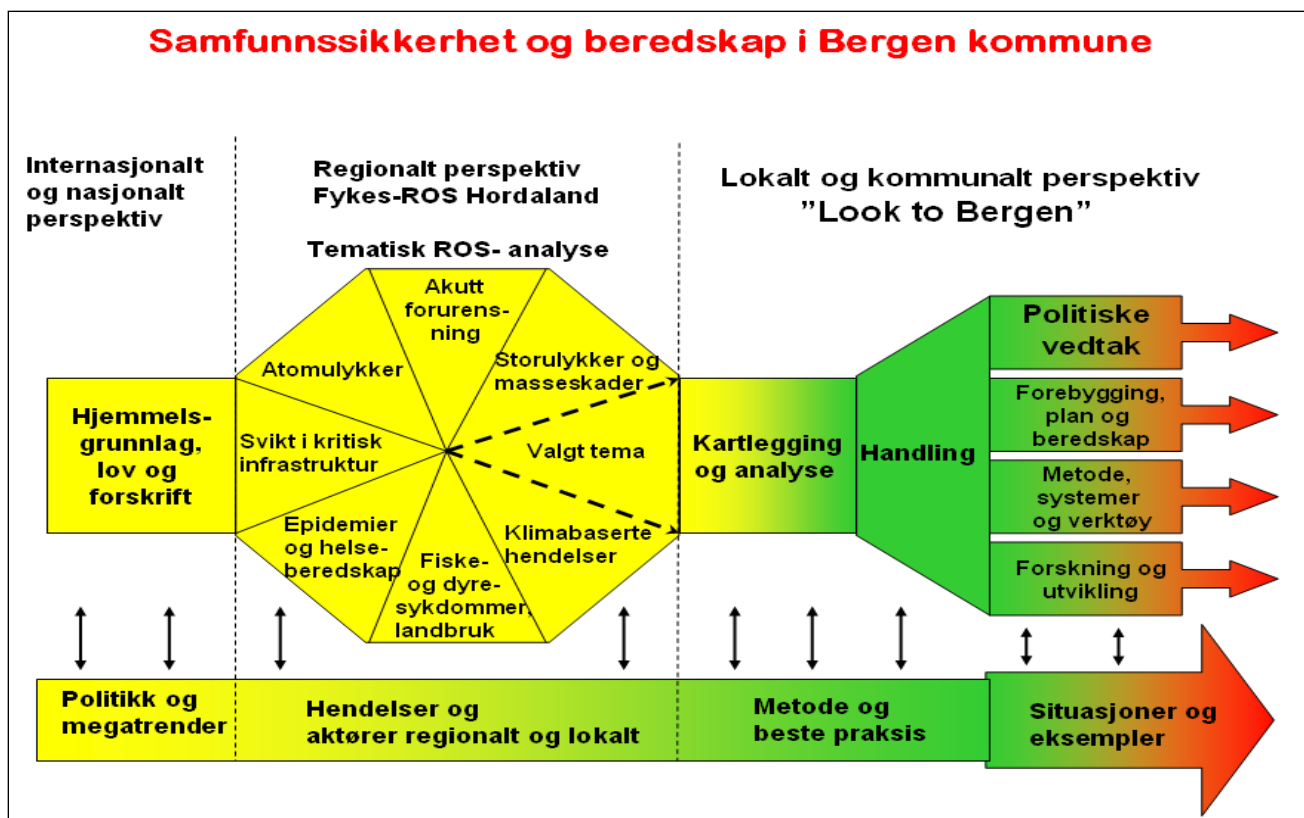 Samfunnssikkerhet og beredskap i Bergen kommune
Internasjonalt
og nasjonalt
perspektiv
Regionalt perspektiv
Fykes-ROS Hordaland
Tematisk ROS- analyse
Lokalt og kommunalt perspektiv
”Look to Bergen”
Hjemmels-
grunnlag,
lov og
forskrift
Atomulykker
Akutt
forurens-
ning
Storulykker og
masseskader
Svikt i kritisk
infrastruktur
Valgt tema
Epidemier
og helse-
beredskap
Fiske-
og dyre-
sykdommer,
landbruk
Klimabaserte
hendelser
Kartlegging
og analyse
Handling
Politiske
vedtak
Forebygging,
plan og
beredskap
Metode,
systemer
og verktøy
Forskning og
utvikling
Politikk og
megatrender
Hendelser og
aktører regionalt og lokalt
Metode og
beste praksis
Situasjoner og
eksempler